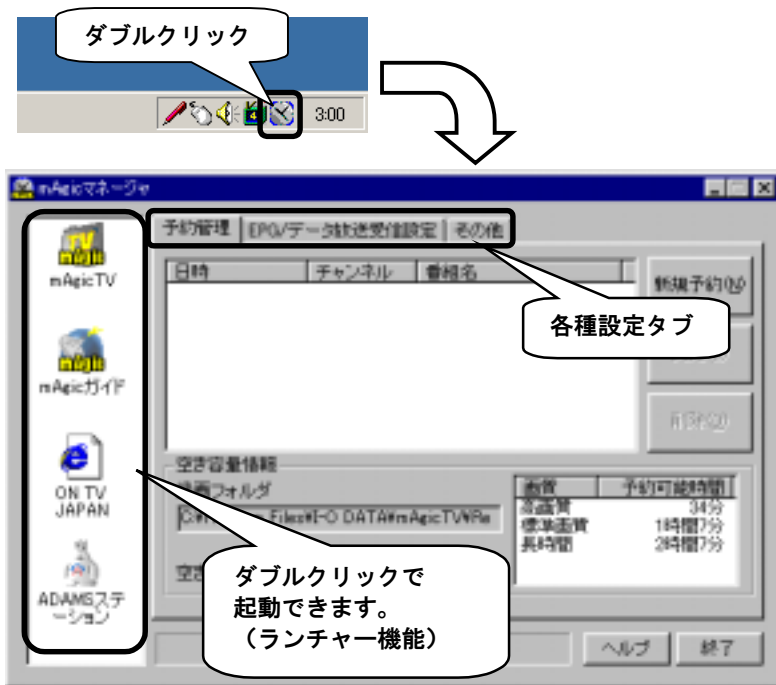 ダブルクリック
3:00
mAgicマネージャ
予約管理
EPG/データ放送受信設定
その他
mAgicTV
mAgicガイド
ON TV
JAPAN
ADAMSステ
ーション
日時
チャンネル
番組名
新規予約(N)
各種設定タブ
削除(D)
空き容量情報
画質
予約可能時間
高画質
34分
標準画質
1時間7分
長時間
2時間7分
ダブルクリックで
起動できます。
（ランチャー機能）
ヘルプ
終了